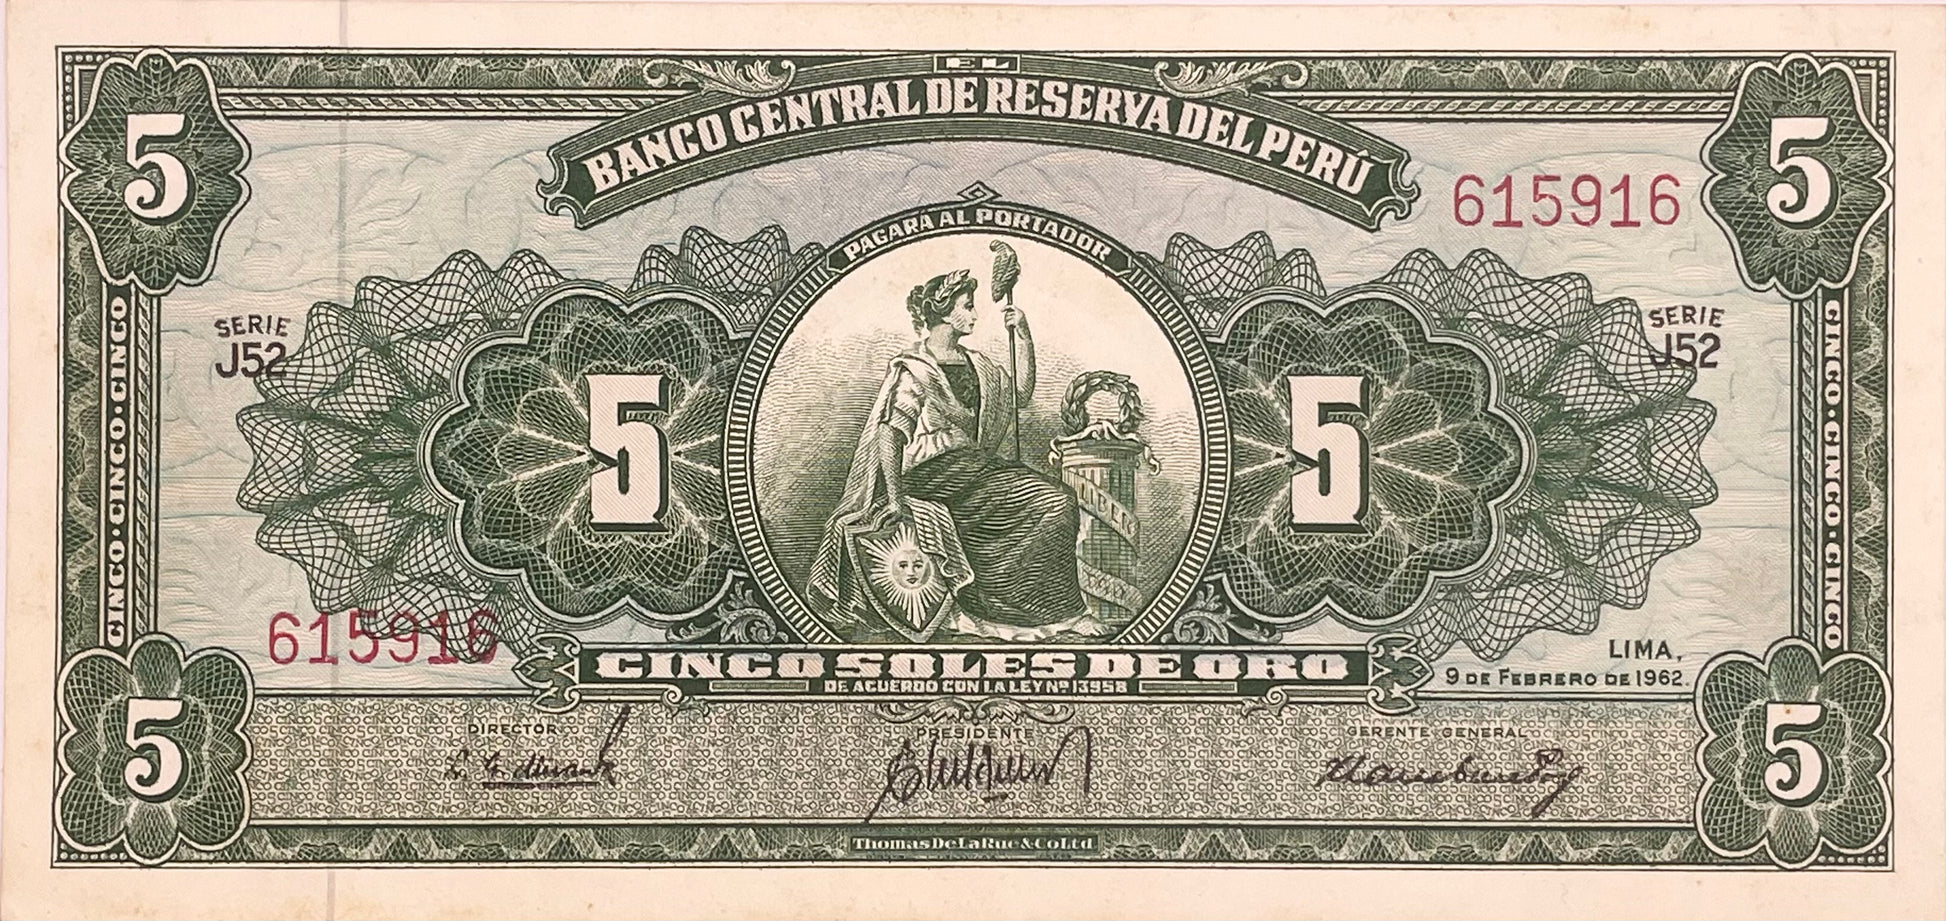 EL
BANCO CENTRAL DE RESERVA DEL PERÚ
5
5
615916
PAGARA AL PORTADOR
SERIE
J52
SERIE
J52
CINCO·CINCO·CINCO
5
5
CINCO·CINCO·CINCO
615916
LIMA,
9 DE FEBRERO DE 1962.
CINCO SOLES DE ORO
DE ACUERDO CON LA LEY Nº 13958
5
DIRECTOR
PRESIDENTE
GERENTE GENERAL
5
Thomas De La Rue & Co Ltd